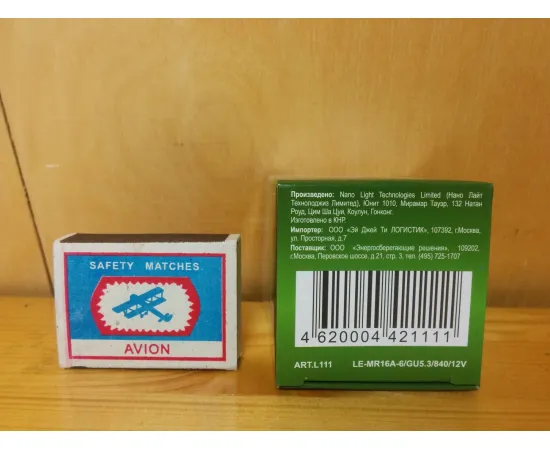 SAFETY MATCHES
AVION
Произведено: Nano Light Tachnologies Limited (Нано Лайт
Технолоджиз Лимитед), Юнит 1010, Мирамар Тауэр, 132 Натан
Роуд, Цим Ша Цуи, Коулун, Гонконг.
Изготовлено в КНР.
Импортер: ООО «Эй Джей Ти ЛОГИСТИК», 107392, г.Москва,
ул. Просторная, д.7
Поставщик: ООО «Энергосберегающие решения», 109202,
г.Москва, Перовское шоссе, д.21, стр. 3, тел. (495) 725-1707
4 620004 421111
ART.L111 LE-MR16A-6/GU5.3/840/12V